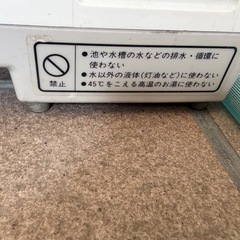 ●池や水槽の水などの排水・循環に
使わない
●水以外の液体(灯油など)に使わない
●45℃をこえる高温のお湯に使わない
禁止